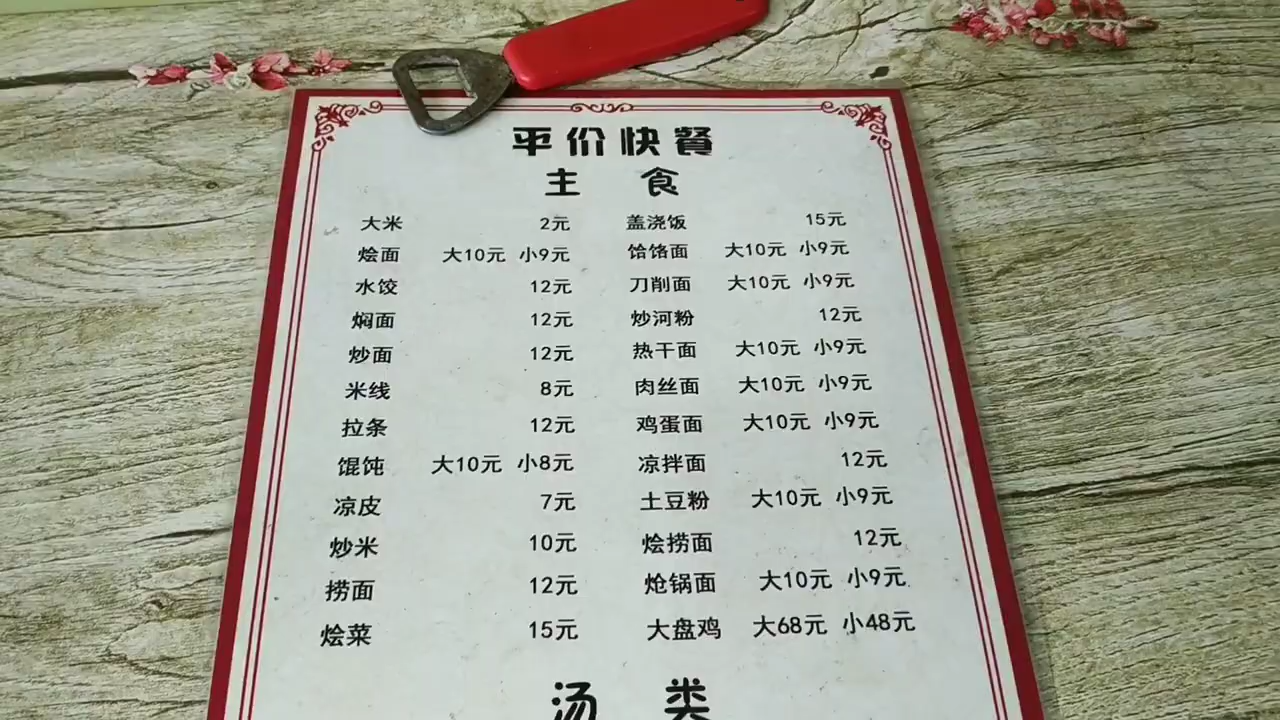 平价快餐
主 食
大米 2元 盖浇饭 15元
烩面 大10元 小9元 饸饹面 大10元 小9元
水饺 12元 刀削面 大10元 小9元
焖面 12元 炒河粉 12元
炒面 12元 热干面 大10元 小9元
米线 8元 肉丝面 大10元 小9元
拉条 12元 鸡蛋面 大10元 小9元
馄饨 大10元 小8元 凉拌面 12元
凉皮 7元 土豆粉 大10元 小9元
炒米 10元 烩捞面 12元
捞面 12元 炝锅面 大10元 小9元
烩菜 15元 大盘鸡 大68元 小48元
汤 类